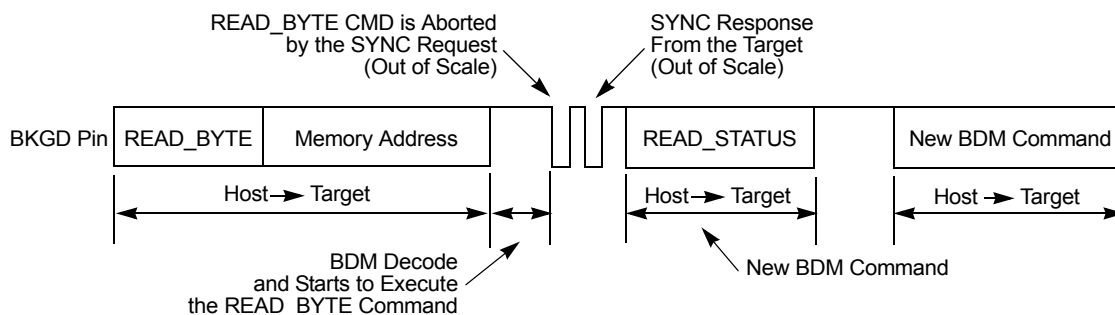 READ_BYTE CMD is Aborted
by the SYNC Request
(Out of Scale)
SYNC Response
From the Target
(Out of Scale)
BKGD Pin
READ_BYTE
Memory Address
READ_STATUS
New BDM Command
Host → Target
Host → Target
Host → Target
BDM Decode
and Starts to Execute
the READ_BYTE Command
New BDM Command